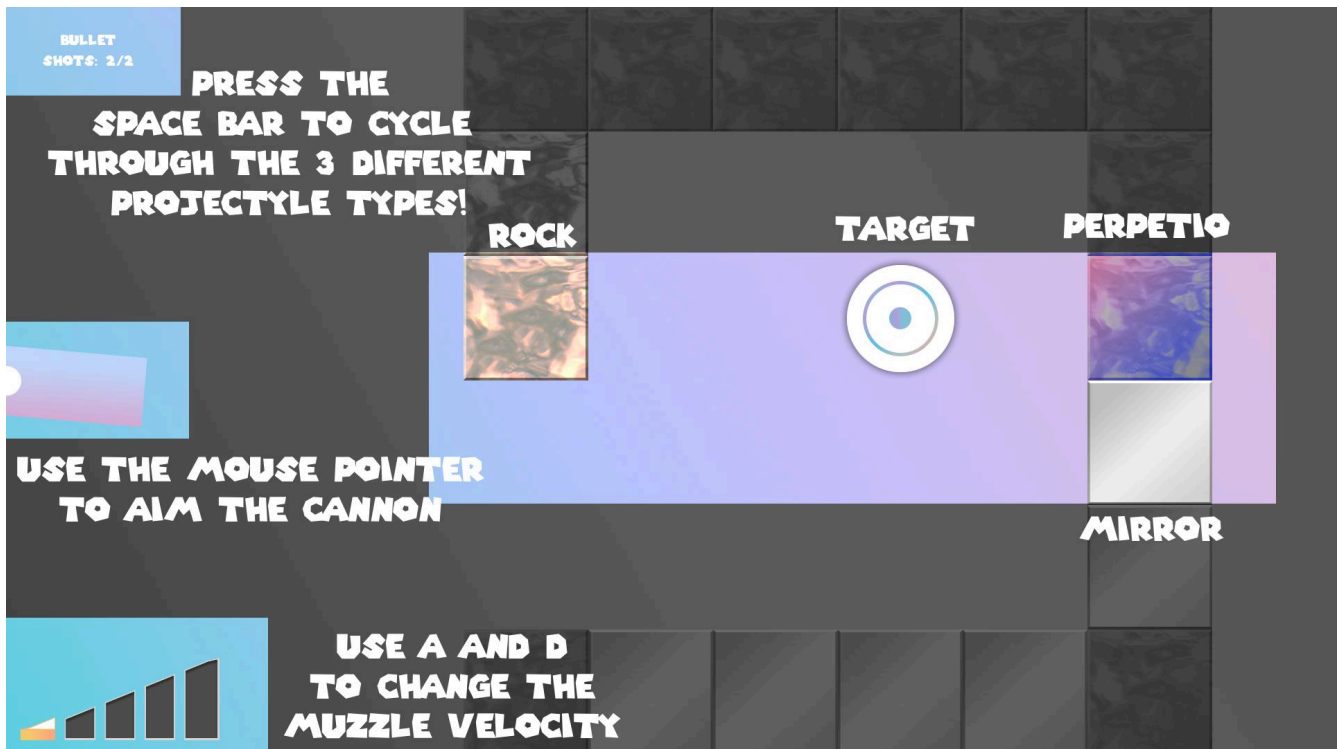 BULLET
SHOTS: 2/2
PRESS THE
SPACE BAR TO CYCLE
THROUGH THE 3 DIFFERENT
PROJECTYLE TYPES!
ROCK
TARGET
PERPETIO
USE THE MOUSE POINTER
TO AIM THE CANNON
MIRROR
USE A AND D
TO CHANGE THE
MUZZLE VELOCITY